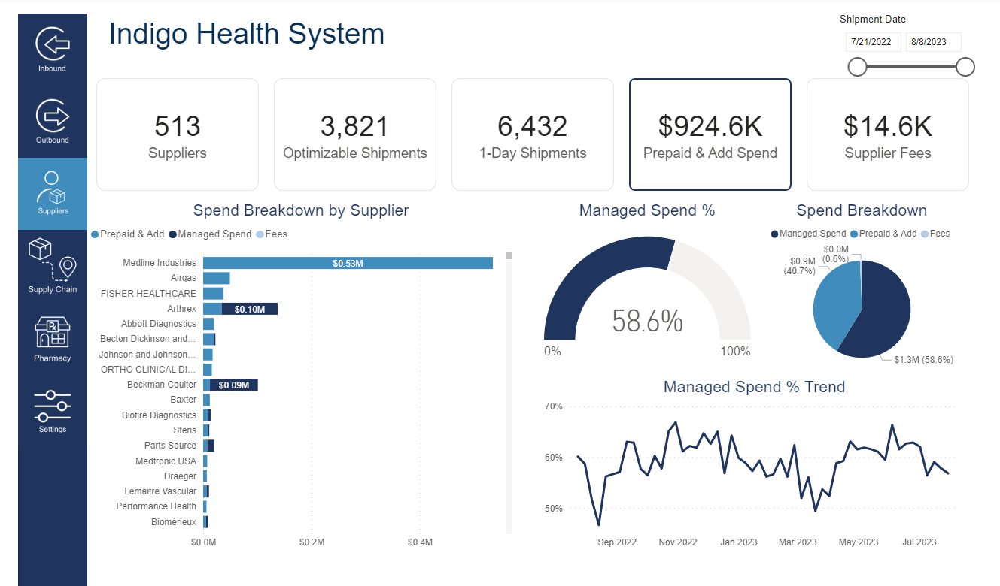 Indigo Health System
Shipment Date
7/21/2022 8/8/2023
Inbound
Outbound
Suppliers
Supply Chain
Rx
Pharmacy
Settings
513
Suppliers
3,821
Optimizable Shipments
6,432
1-Day Shipments
$924.6K
Prepaid & Add Spend
$14.6K
Supplier Fees
Spend Breakdown by Supplier
Prepaid & Add Managed Spend Fees
Medline Industries $0.53M
Airgas
FISHER HEALTHCARE
Arthrex $0.10M
Abbott Diagnostics
Becton Dickinson and...
Johnson and Johnson...
ORTHO CLINICAL DI...
Beckman Coulter $0.09M
Baxter
Biofire Diagnostics
Steris
Parts Source
Medtronic USA
Draeger
Lemaitre Vascular
Performance Health
Biomérieux
$0.0M $0.2M $0.4M
Managed Spend %
58.6%
0% 100%
Spend Breakdown
Managed Spend Prepaid & Add Fees
$0.0M
(0.6%)
$0.9M
(40.7%)
$1.3M (58.6%)
Managed Spend % Trend
70%
60%
50%
Sep 2022 Nov 2022 Jan 2023 Mar 2023 May 2023 Jul 2023